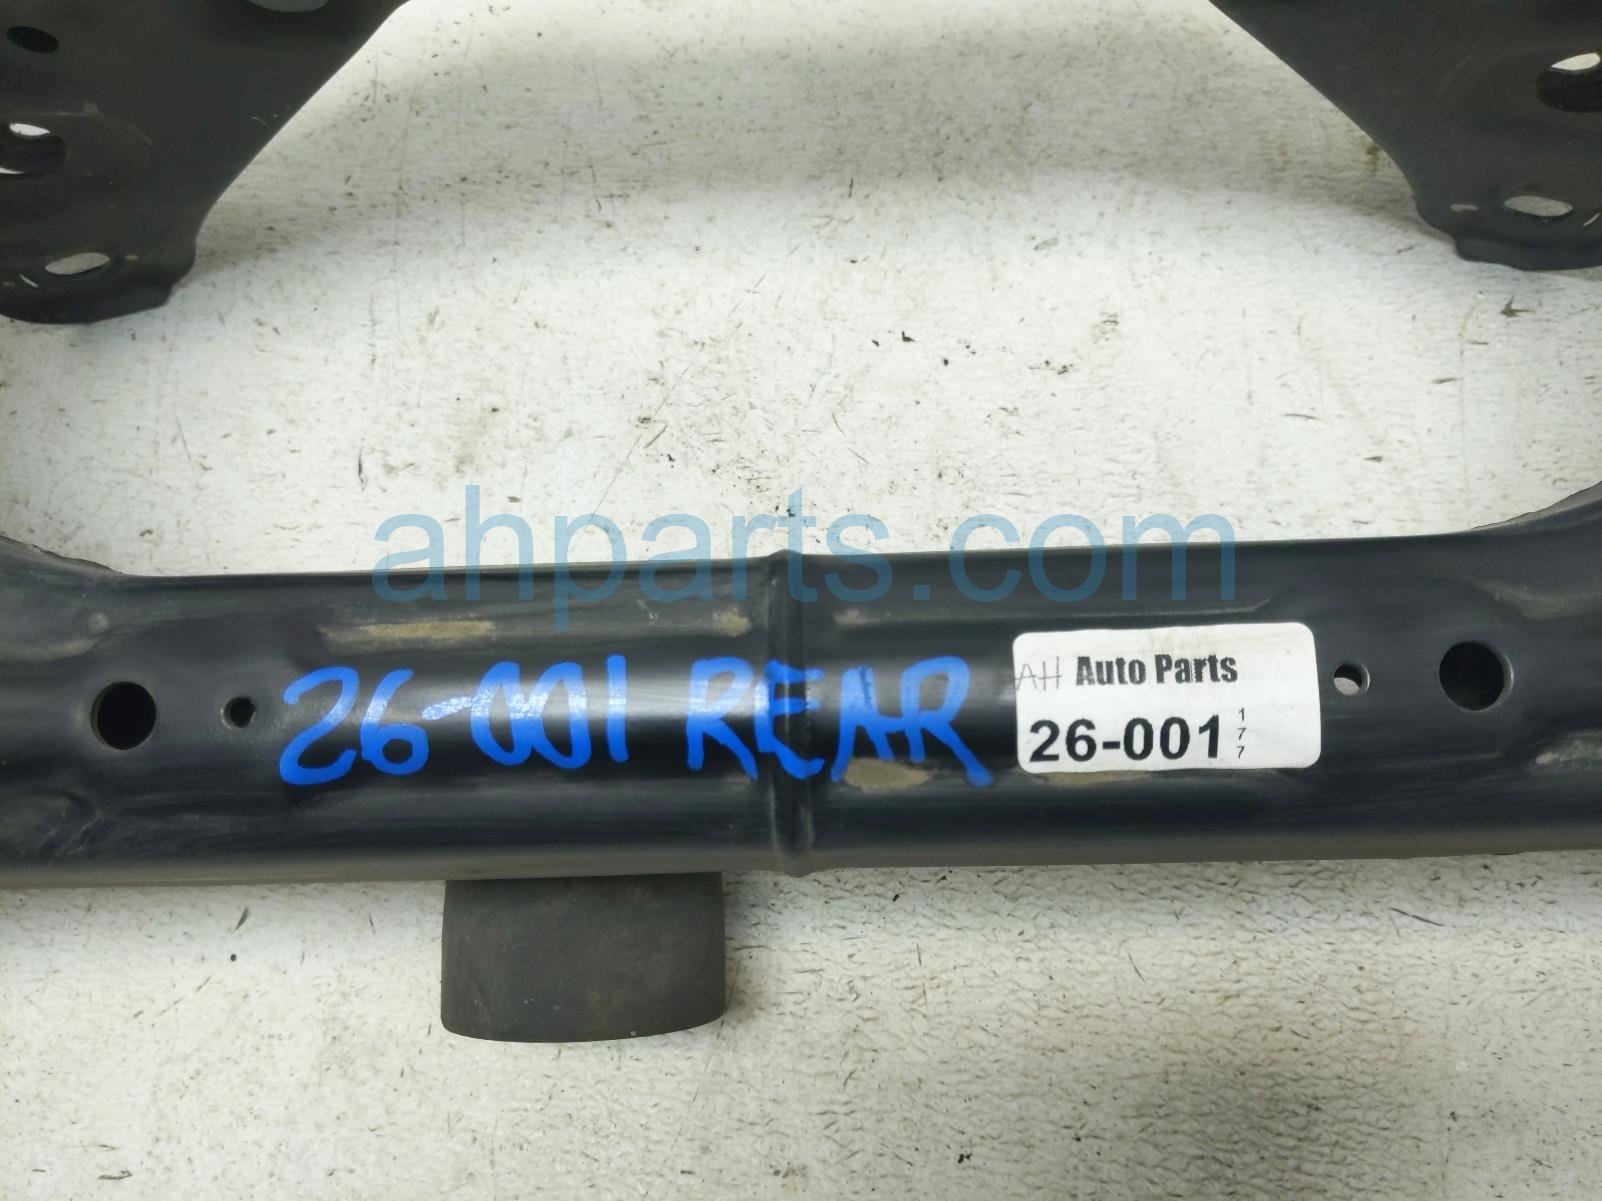 ahparts.com
26-001 REAR
AH Auto Parts
26-001
177